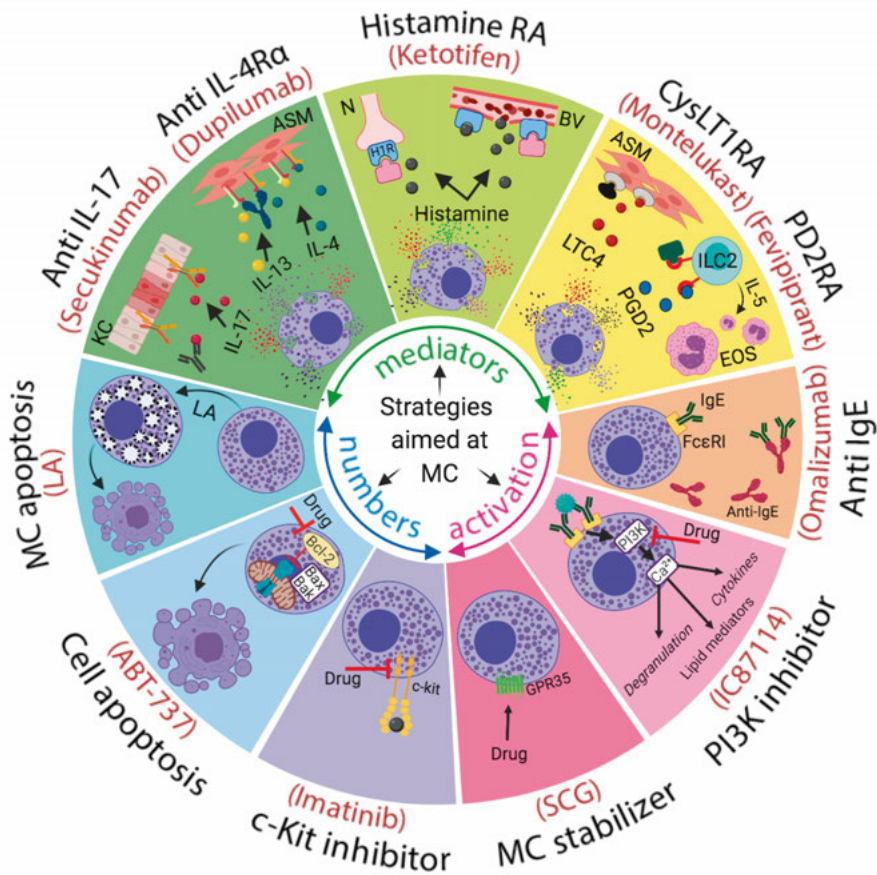 Histamine RA
(Ketotifen)
N
H1R
BV
Histamine
CysLT1RA
(Montelukast)
ASM
LTC4
PD2RA
(Fevipiprant)
ILC2
PGD2
IL-5
EOS
Anti IgE
(Omalizumab)
IgE
FcεRI
Anti-IgE
PI3K inhibitor
(IC87114)
PI3K
Drug
Ca²⁺
Cytokines
Lipid mediators
Degranulation
MC stabilizer
(SCG)
GPR35
Drug
c-Kit inhibitor
(Imatinib)
Drug
c-kit
Cell apoptosis
(ABT-737)
Drug
Bcl-2
Bax
Bak
MC apoptosis
(LA)
LA
Anti IL-17
(Secukinumab)
KC
IL-17
Anti IL-4Rα
(Dupilumab)
ASM
IL-13
IL-4
mediators
Strategies
aimed at
MC
numbers
activation